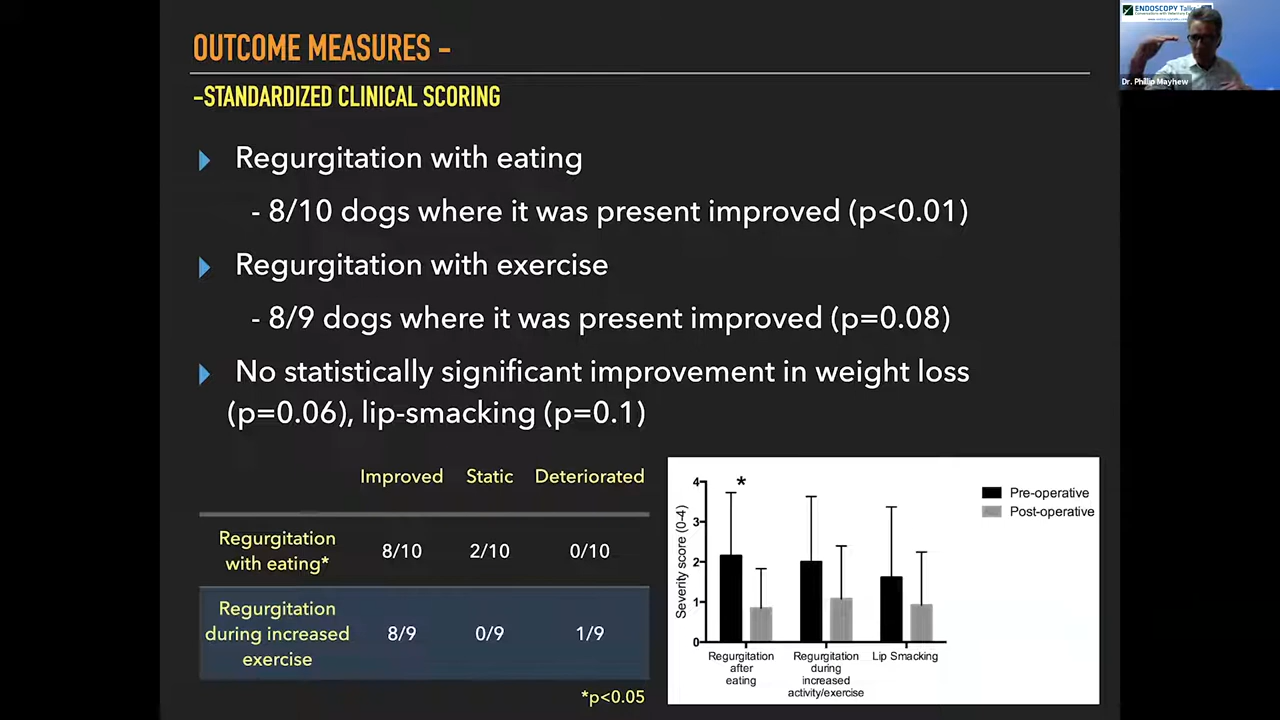 OUTCOME MEASURES -
-STANDARDIZED CLINICAL SCORING
Regurgitation with eating
- 8/10 dogs where it was present improved (p<0.01)
Regurgitation with exercise
- 8/9 dogs where it was present improved (p=0.08)
No statistically significant improvement in weight loss
(p=0.06), lip-smacking (p=0.1)
Improved Static Deteriorated
Regurgitation
with eating*
8/10 2/10 0/10
Regurgitation
during increased
exercise
8/9 0/9 1/9
*p<0.05
Severity score (0-4)
4
3
2
1
0
*
Pre-operative
Post-operative
Regurgitation
after
eating
Regurgitation
during
increased
activity/exercise
Lip Smacking
ENDOSCOPY
Dr. Phillip Mayhew